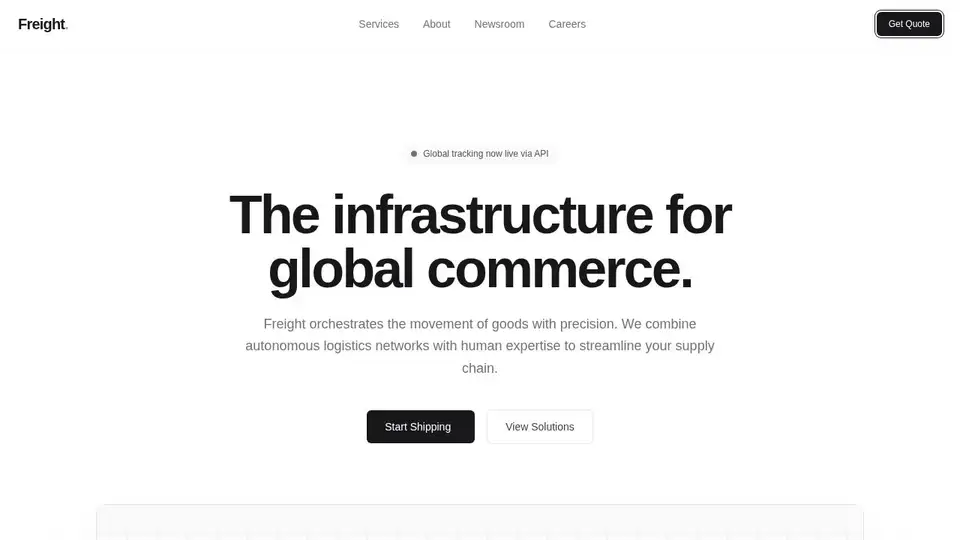 Freight.
Services
About
Newsroom
Careers
Get Quote
Global tracking now live via API
The infrastructure for
global commerce.
Freight orchestrates the movement of goods with precision. We combine
autonomous logistics networks with human expertise to streamline your supply
chain.
Start Shipping
View Solutions